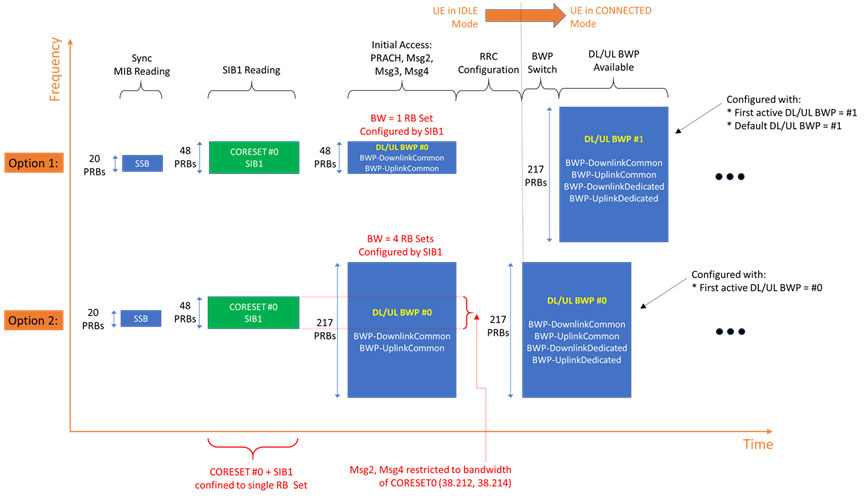 UE in IDLE
Mode
UE in CONNECTED
Mode
Frequency
Sync
MIB Reading
SIB1 Reading
Initial Access:
PRACH, Msg2,
Msg3, Msg4
RRC
Configuration
BWP
Switch
DL/UL BWP
Available
Option 1:
20
PRBs
SSB
48
PRBs
CORESET #0
SIB1
BW = 1 RB Set
Configured by SIB1
48
PRBs
DL/UL BWP #0
BWP-DownlinkCommon
BWP-UplinkCommon
217
PRBs
DL/UL BWP #1
BWP-DownlinkCommon
BWP-UplinkCommon
BWP-DownlinkDedicated
BWP-UplinkDedicated
Configured with:
* First active DL/UL BWP = #1
* Default DL/UL BWP = #1
Option 2:
20
PRBs
SSB
48
PRBs
CORESET #0
SIB1
BW = 4 RB Sets
Configured by SIB1
217
PRBs
DL/UL BWP #0
BWP-DownlinkCommon
BWP-UplinkCommon
217
PRBs
DL/UL BWP #0
BWP-DownlinkCommon
BWP-UplinkCommon
BWP-DownlinkDedicated
BWP-UplinkDedicated
Configured with:
* First active DL/UL BWP = #0
Time
CORESET #0 + SIB1
confined to single RB Set
Msg2, Msg4 restricted to bandwidth
of CORESET0 (38.212, 38.214)